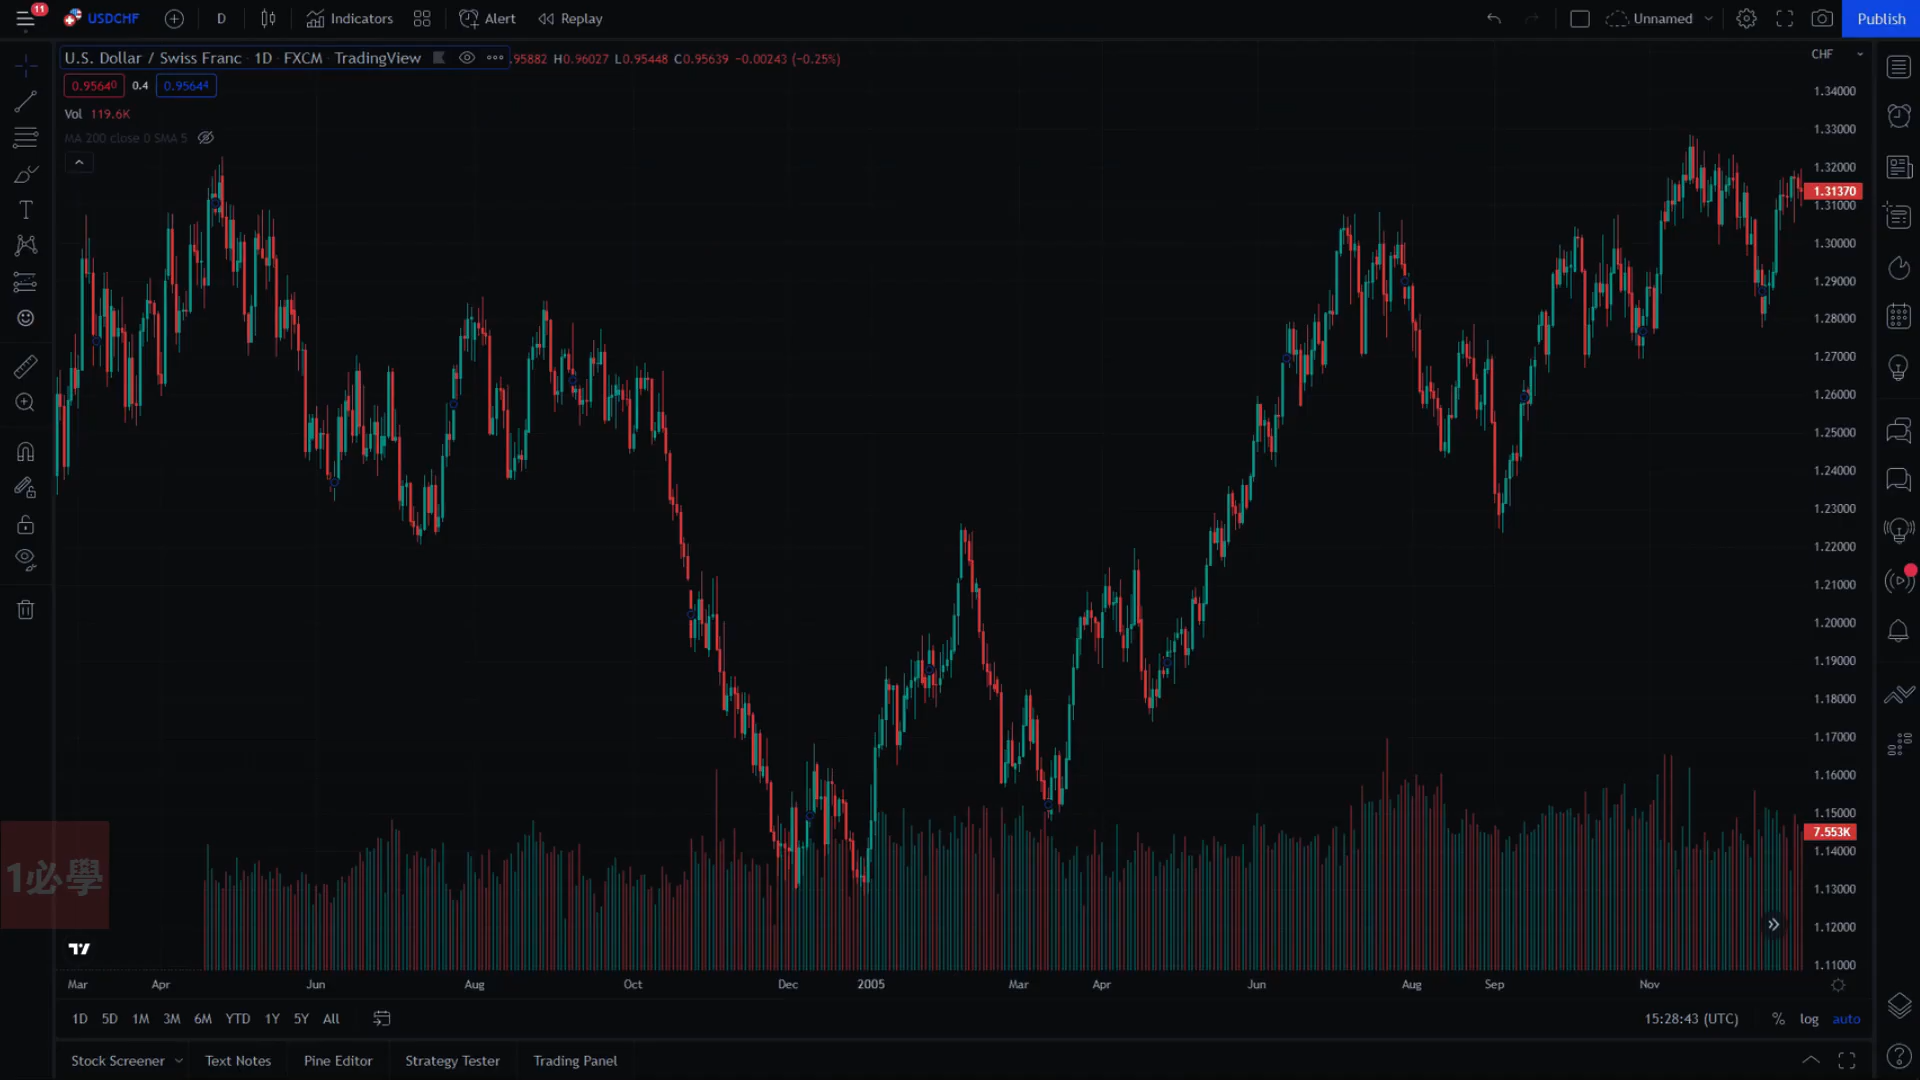 11
USDCHF
D
Indicators
Alert
Replay
Unnamed
Publish
U.S. Dollar / Swiss Franc · 1D · FXCM · TradingView
.95882 H0.96027 L0.95448 C0.95639 −0.00243 (−0.25%)
CHF
0.95640 0.4 0.95644
Vol 119.6K
MA 200 close 0 SMA 5
1.34000
1.33000
1.32000
1.31370
1.31000
1.30000
1.29000
1.28000
1.27000
1.26000
1.25000
1.24000
1.23000
1.22000
1.21000
1.20000
1.19000
1.18000
1.17000
1.16000
1.15000
7.553K
1.14000
1.13000
1.12000
1.11000
1必學
Mar Apr Jun Aug Oct Dec 2005 Mar Apr Jun Aug Sep Nov
1D 5D 1M 3M 6M YTD 1Y 5Y All
15:28:43 (UTC) % log auto
Stock Screener Text Notes Pine Editor Strategy Tester Trading Panel